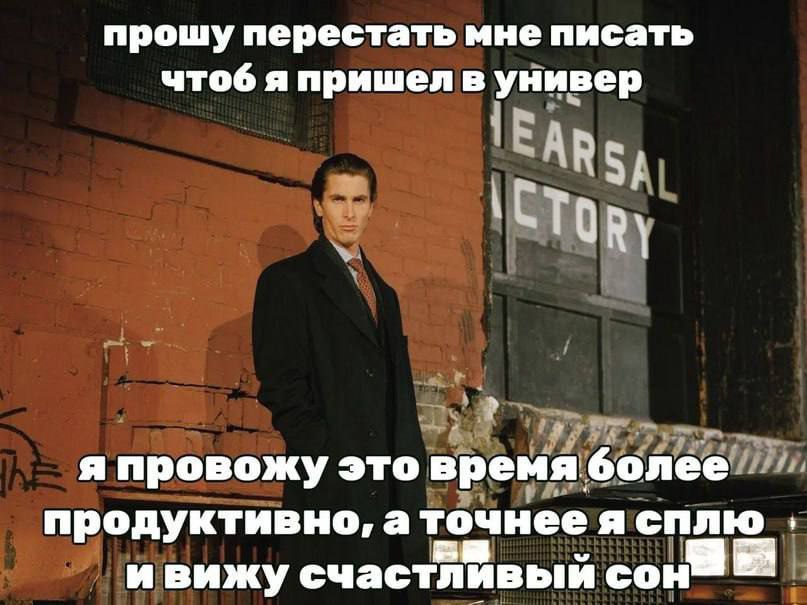 прошу перестать мне писать
чтоб я пришел в универ
EARSAL
CTORY
я провожу это время более
продуктивно, а точнее я сплю
и вижу счастливый сон